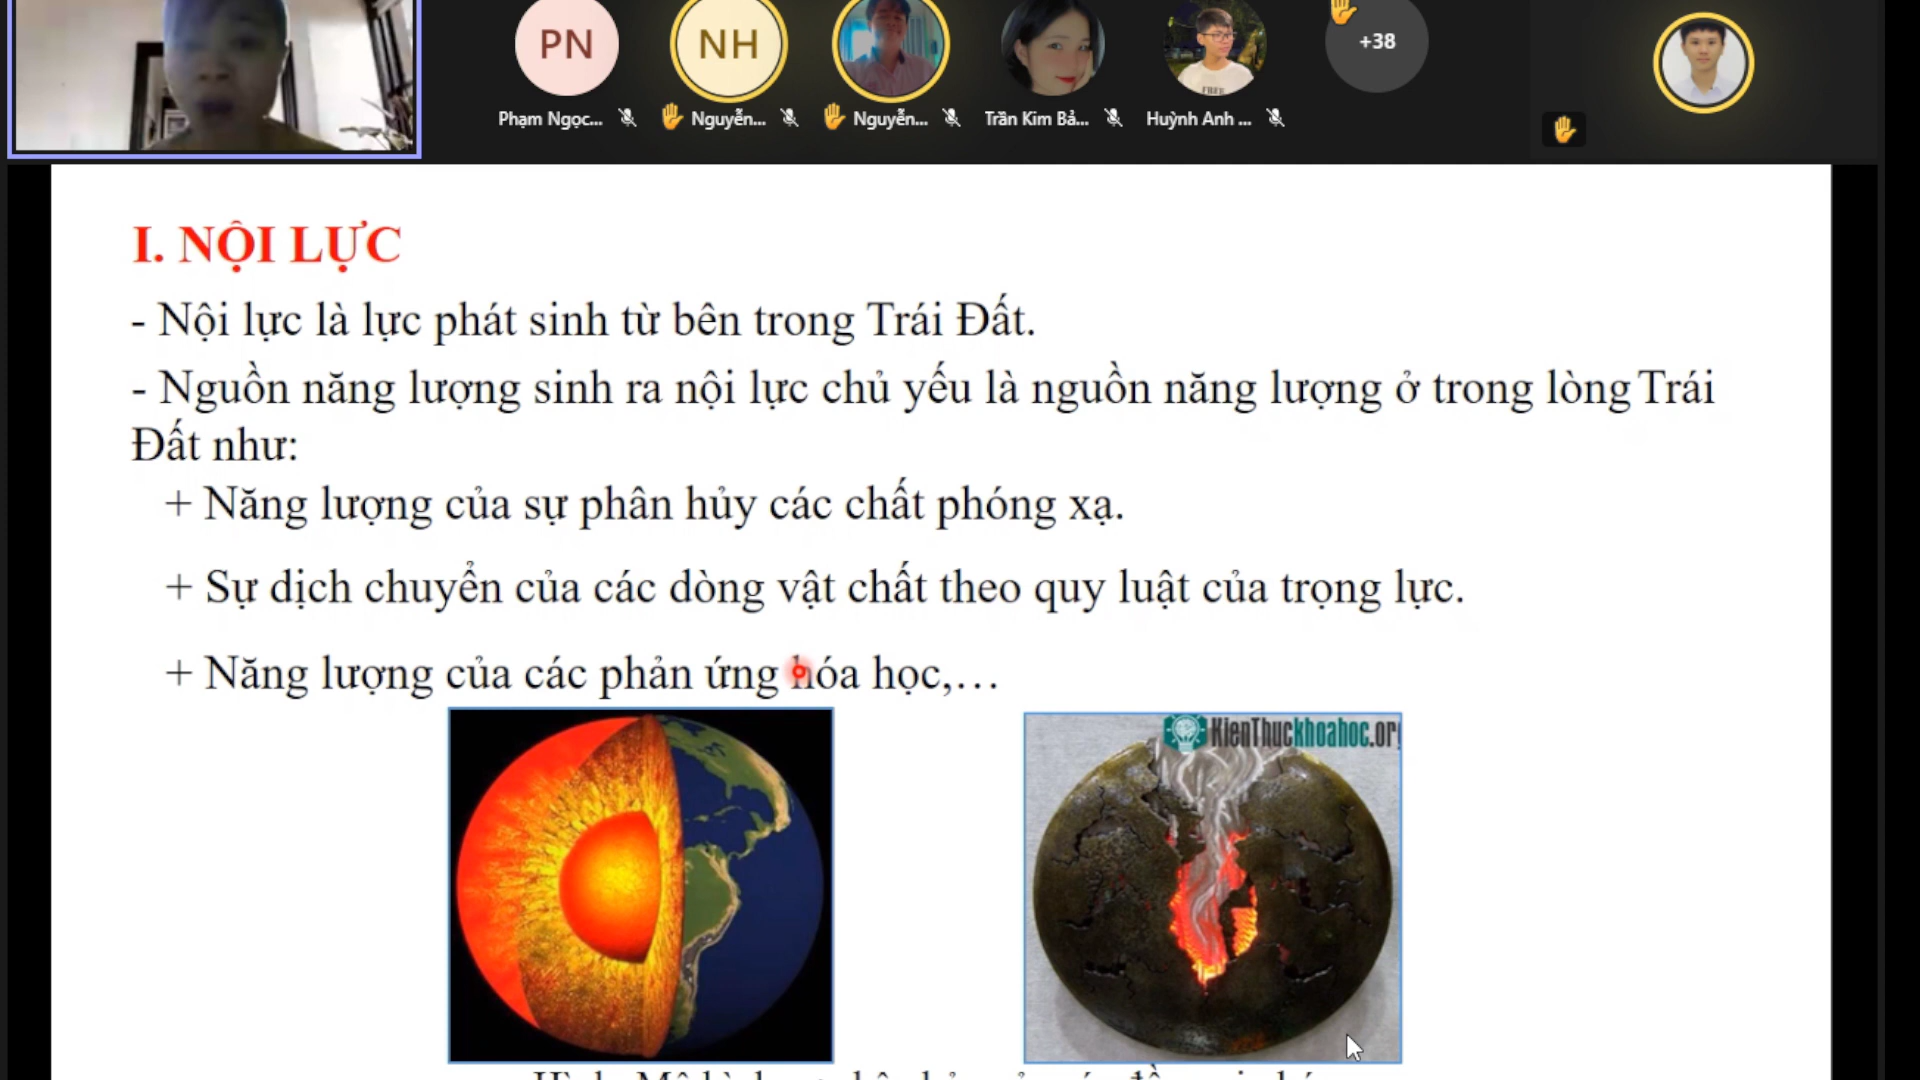 PN
NH
+38
Phạm Ngọc...
Nguyễn...
Nguyễn...
Trần Kim Bả...
Huỳnh Anh ...
FREE
I. NỘI LỰC
- Nội lực là lực phát sinh từ bên trong Trái Đất.
- Nguồn năng lượng sinh ra nội lực chủ yếu là nguồn năng lượng ở trong lòng Trái
Đất như:
+ Năng lượng của sự phân hủy các chất phóng xạ.
+ Sự dịch chuyển của các dòng vật chất theo quy luật của trọng lực.
+ Năng lượng của các phản ứng hóa học,...
KienThuckhoahoc.org